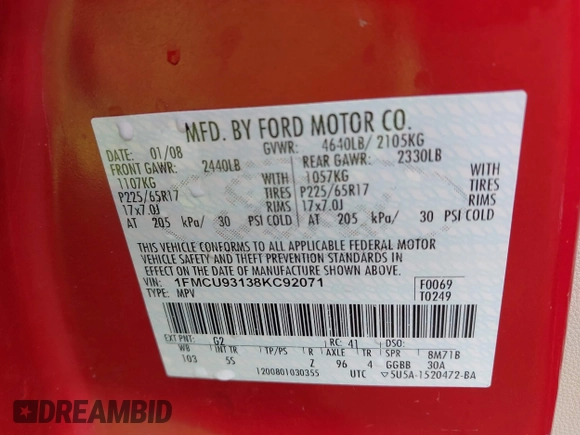 MFD. BY FORD MOTOR CO.
DATE: 01/08 GVWR: 4640LB/ 2105KG
FRONT GAWR: 2440LB REAR GAWR: 2330LB
1107KG WITH 1057KG WITH
P225/65R17 TIRES P225/65R17 TIRES
17x7.0J RIMS 17x7.0J RIMS
AT 205 kPa/ 30 PSI COLD AT 205 kPa/ 30 PSI COLD
THIS VEHICLE CONFORMS TO ALL APPLICABLE FEDERAL MOTOR
VEHICLE SAFETY AND THEFT PREVENTION STANDARDS IN
EFFECT ON THE DATE OF MANUFACTURE SHOWN ABOVE.
VIN: 1FMCU93138KC92071 F0069
TYPE: MPV T0249
EXT PNT: G2 RC: 41 DSO:
WB INT TR TP/PS R AXLE TR SPR 8M71B
103 55 Z 96 4 GGBB 30A
1200801030355 UTC ▽5U5A-1520472-BA
DREAMBID